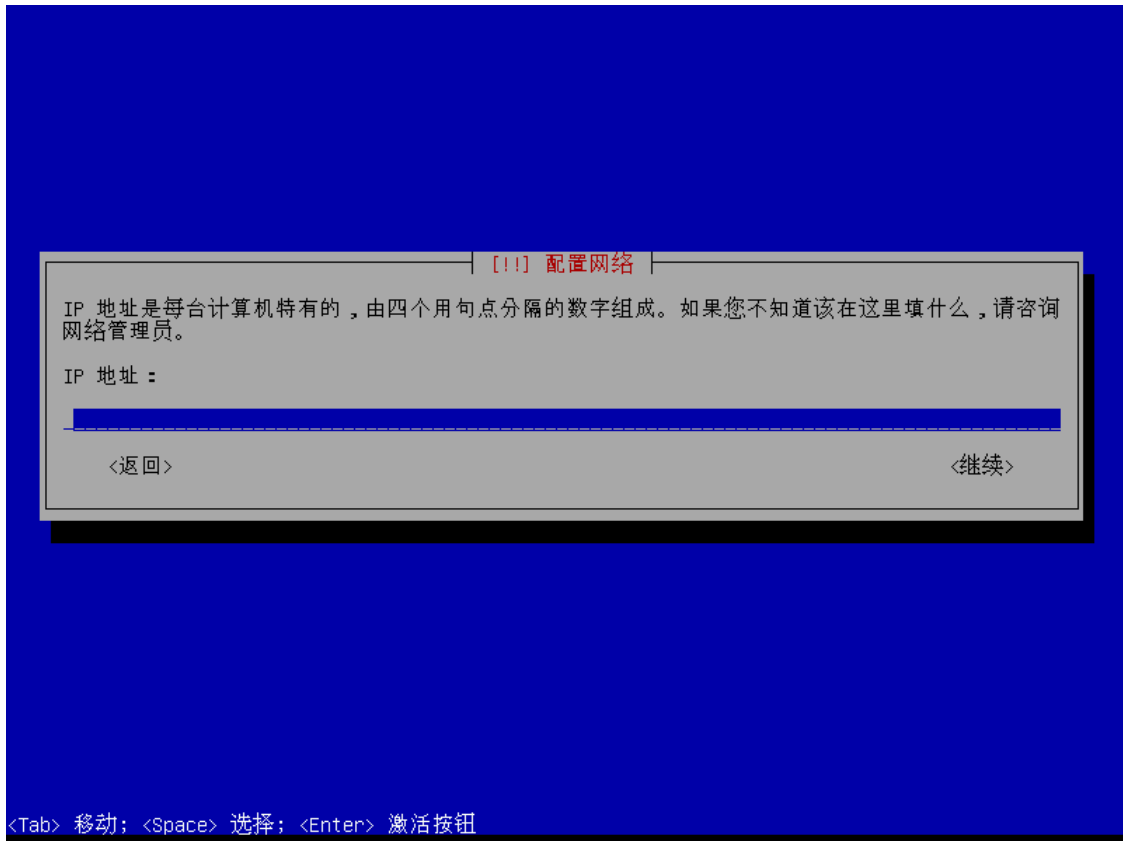 [!!] 配置网络
IP 地址是每台计算机特有的,由四个用句点分隔的数字组成。如果您不知道该在这里填什么,请咨询
网络管理员。
IP 地址:
<返回> <继续>
<Tab> 移动; <Space> 选择; <Enter> 激活按钮